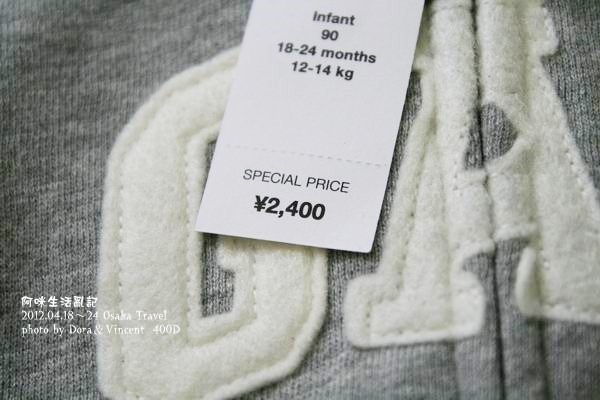 Infant
90
18-24 months
12-14 kg
SPECIAL PRICE
¥2,400
GA
阿咪生活亂記
2012.04.18~24 Osaka Travel
photo by Dora & Vincent 400D